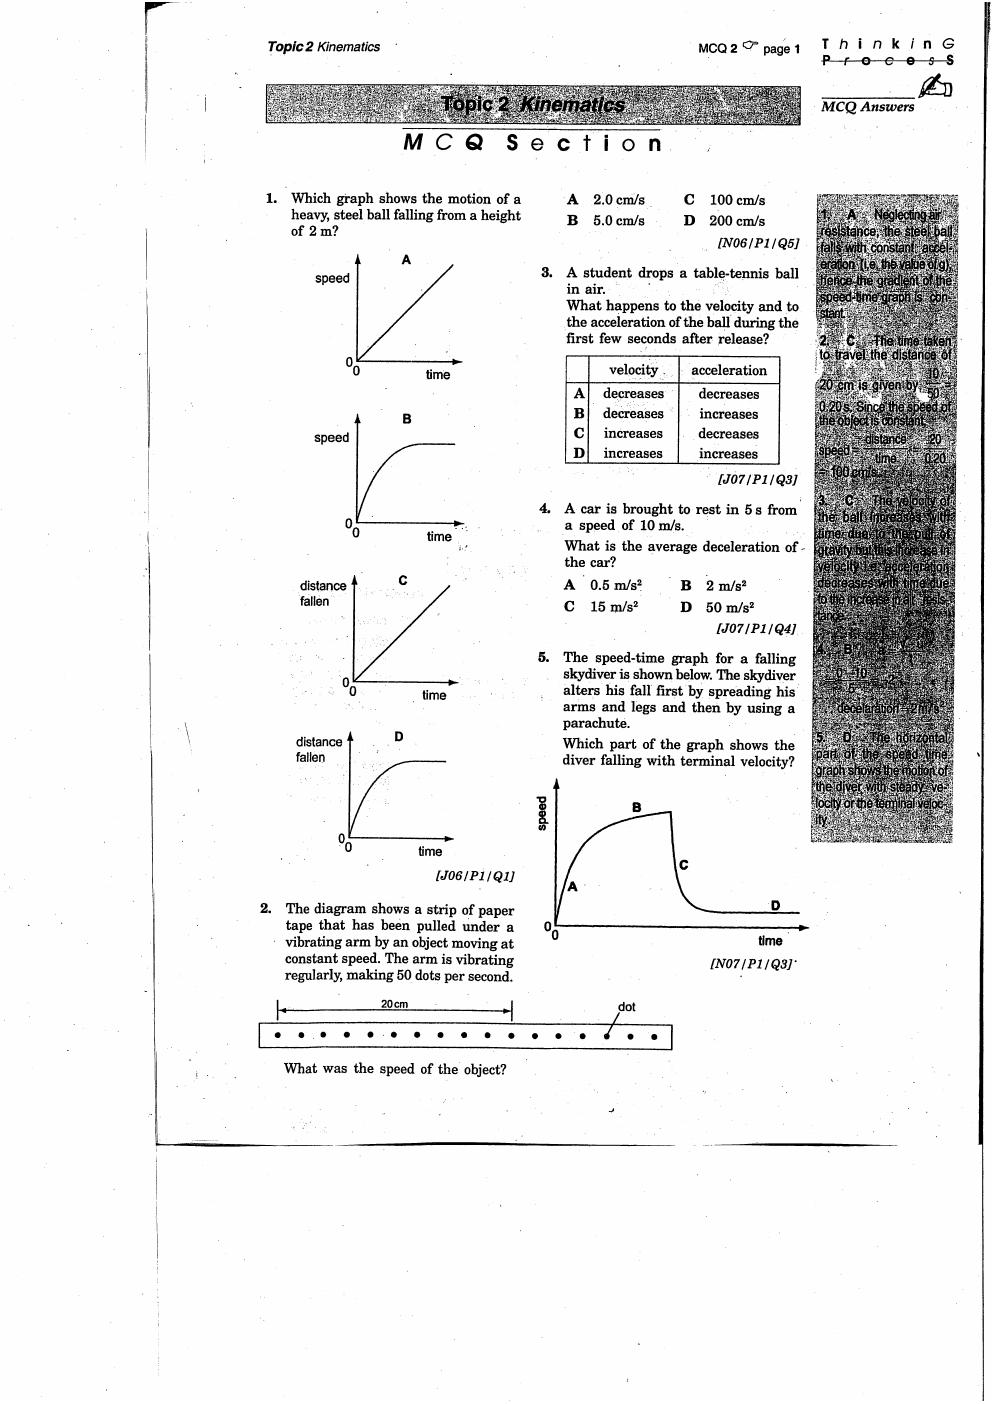 Topic 2 Kinematics
MCQ 2 page 1
ThinkinG
ProcesS
MCQ Answers
Topic 2 Kinematics
MCQ Section
1. Which graph shows the motion of a
heavy, steel ball falling from a height
of 2 m?
A
speed
0
0
time
B
speed
0
0
time
C
distance
fallen
0
0
time
D
distance
fallen
0
0
time
[J06/P1/Q1]
2. The diagram shows a strip of paper
tape that has been pulled under a
vibrating arm by an object moving at
constant speed. The arm is vibrating
regularly, making 50 dots per second.
20 cm
dot
What was the speed of the object?
A 2.0 cm/s C 100 cm/s
B 5.0 cm/s D 200 cm/s
[N06/P1/Q5]
3. A student drops a table-tennis ball
in air.
What happens to the velocity and to
the acceleration of the ball during the
first few seconds after release?
velocity acceleration
A decreases decreases
B decreases increases
C increases decreases
D increases increases
[J07/P1/Q3]
4. A car is brought to rest in 5 s from
a speed of 10 m/s.
What is the average deceleration of
the car?
A 0.5 m/s² B 2 m/s²
C 15 m/s² D 50 m/s²
[J07/P1/Q4]
5. The speed-time graph for a falling
skydiver is shown below. The skydiver
alters his fall first by spreading his
arms and legs and then by using a
parachute.
Which part of the graph shows the
diver falling with terminal velocity?
speed
B
C
A
D
0
0
time
[N07/P1/Q3]
1. A Neglecting air
resistance, the steel ball
falls with constant accel-
eration (i.e. the value of g),
hence the gradient of the
speed-time graph is con-
stant.
2. C The time taken
to travel the distance of
20 cm is given by 10/50 =
0.20 s. Since the speed of
the object is constant,
speed = distance/time = 20/0.20
= 100 cm/s
3. C The velocity of
the ball increases with
time due to the pull of
gravity but this increase in
velocity i.e. acceleration
decreases with time due
to the increase in air resis-
tance.
4. B
deceleration = 2 m/s²
5. D The horizontal
part of the speed time
graph shows the motion of
the diver with steady ve-
locity or the terminal veloc-
ity.